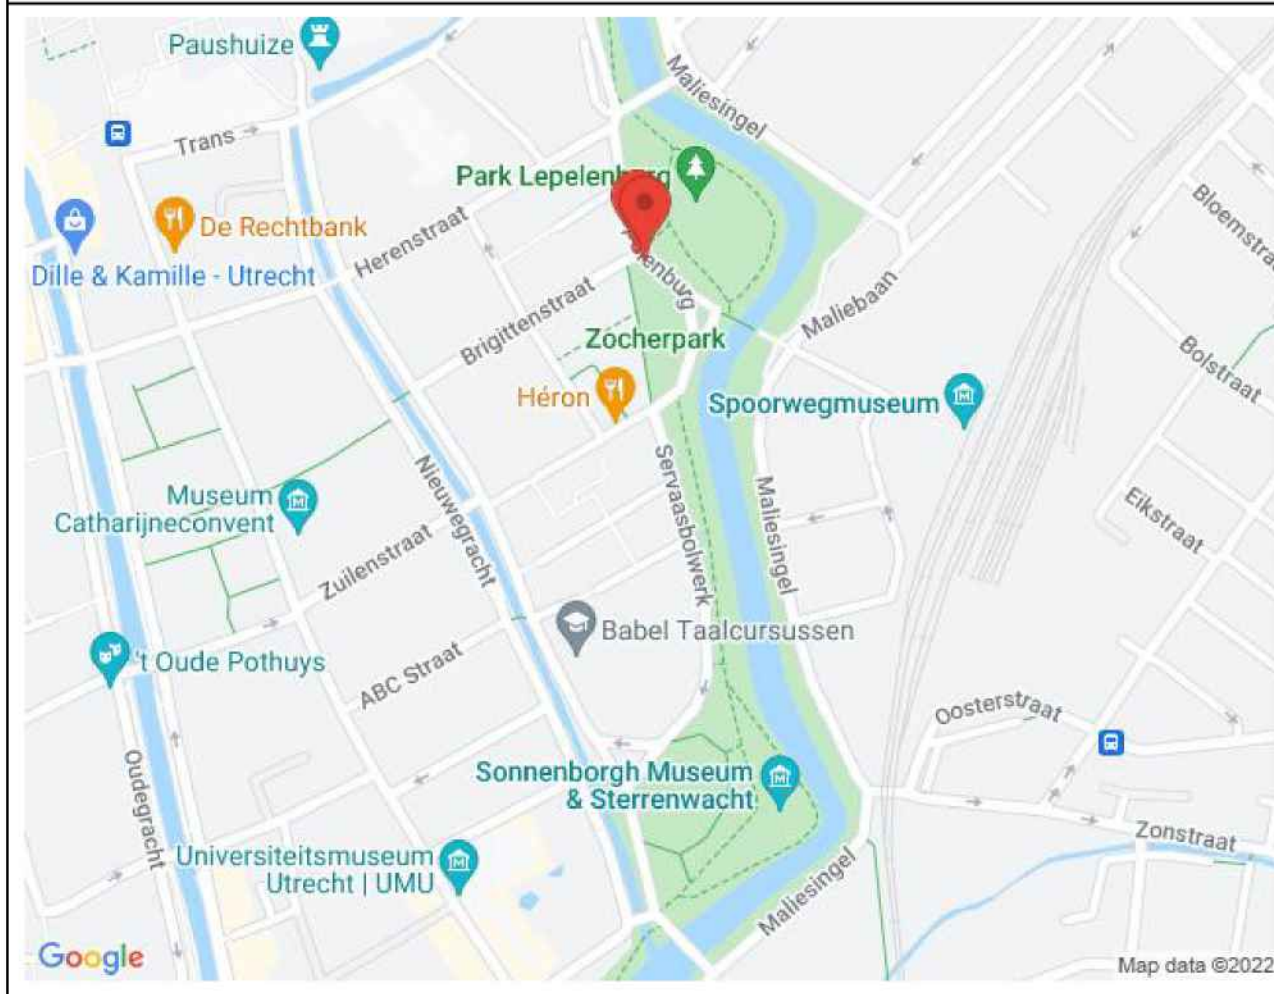 Paushuize
Maliesingel
Trans
Park Lepelenburg
Bloemstra
De Rechtbank
Herenstraat
Dille & Kamille - Utrecht
enburg
Maliebaan
Brigittenstraat
Zocherpark
Bolstraat
Héron
Spoorwegmuseum
Servaasbolwerk
Nieuwegracht
Maliesingel
Museum
Catharijneconvent
Eikstraat
Zuilenstraat
Babel Taalcursussen
't Oude Pothuys
ABC Straat
Oosterstraat
Oudegracht
Sonnenborgh Museum
& Sterrenwacht
Zonstraat
Universiteitsmuseum
Utrecht | UMU
Maliesingel
Google
Map data ©2022